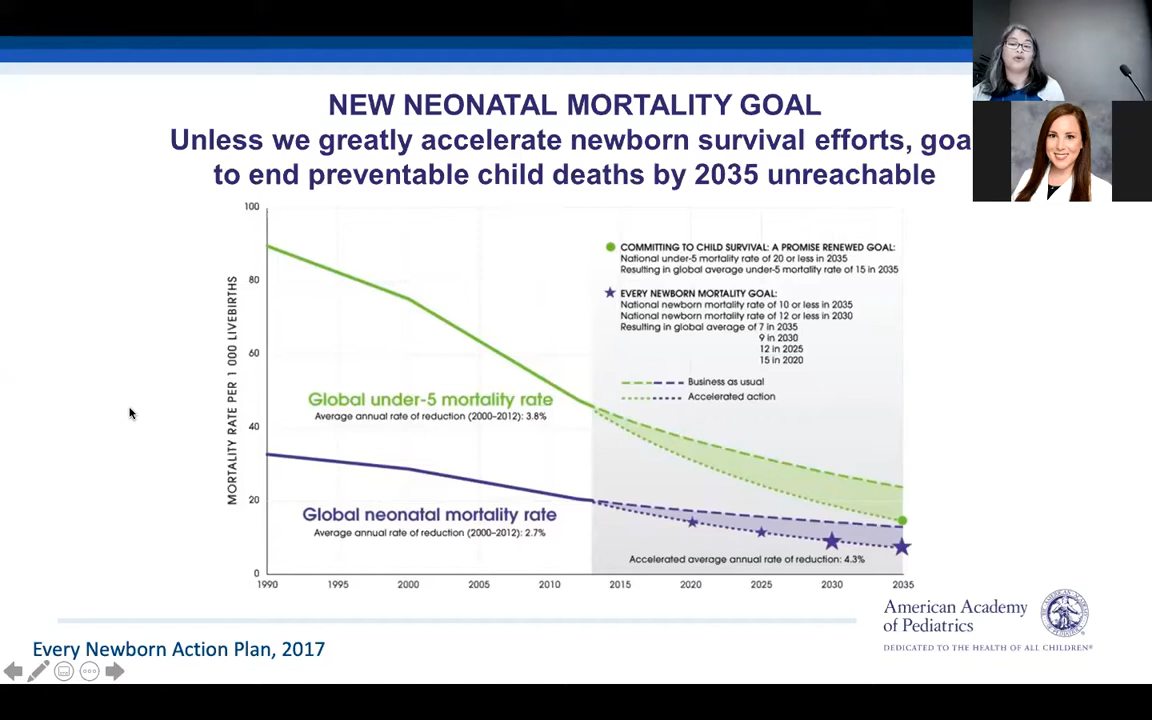 NEW NEONATAL MORTALITY GOAL
Unless we greatly accelerate newborn survival efforts, goa
to end preventable child deaths by 2035 unreachable
MORTALITY RATE PER 1 000 LIVEBIRTHS
100
80
60
40
20
0
1990
1995
2000
2005
2010
2015
2020
2025
2030
2035
COMMITTING TO CHILD SURVIVAL: A PROMISE RENEWED GOAL:
National under-5 mortality rate of 20 or less in 2035
Resulting in global average under-5 mortality rate of 15 in 2035
EVERY NEWBORN MORTALITY GOAL:
National newborn mortality rate of 10 or less in 2035
National newborn mortality rate of 12 or less in 2030
Resulting in global average of 7 in 2035
9 in 2030
12 in 2025
15 in 2020
Business as usual
Accelerated action
Global under-5 mortality rate
Average annual rate of reduction (2000–2012): 3.8%
Global neonatal mortality rate
Average annual rate of reduction (2000–2012): 2.7%
Accelerated average annual rate of reduction: 4.3%
American Academy
of Pediatrics
DEDICATED TO THE HEALTH OF ALL CHILDREN®
Every Newborn Action Plan, 2017